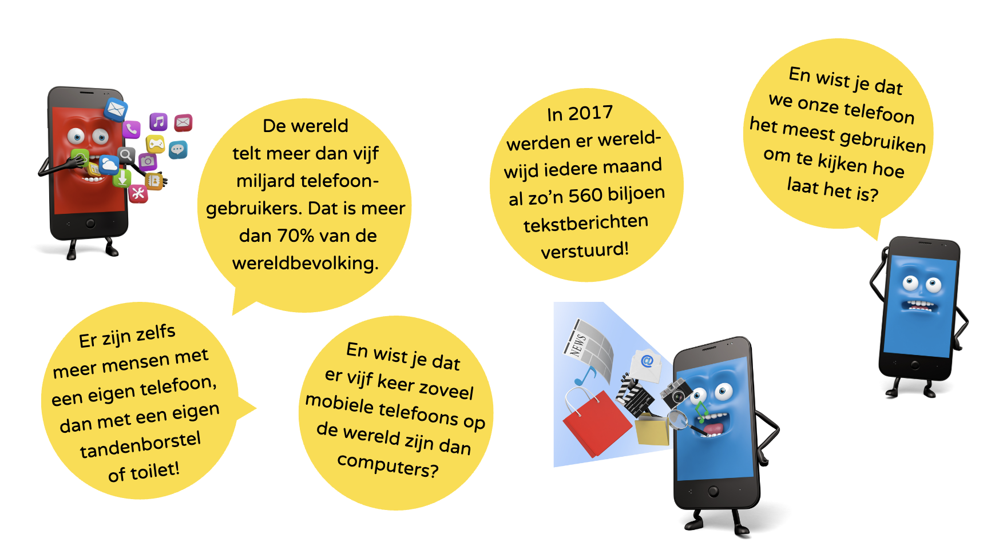 De wereld
telt meer dan vijf
miljard telefoon-
gebruikers. Dat is meer
dan 70% van de
wereldbevolking.
Er zijn zelfs
meer mensen met
een eigen telefoon,
dan met een eigen
tandenborstel
of toilet!
En wist je dat
er vijf keer zoveel
mobiele telefoons op
de wereld zijn dan
computers?
In 2017
werden er wereld-
wijd iedere maand
al zo’n 560 biljoen
tekstberichten
verstuurd!
En wist je dat
we onze telefoon
het meest gebruiken
om te kijken hoe
laat het is?
NEWS
@